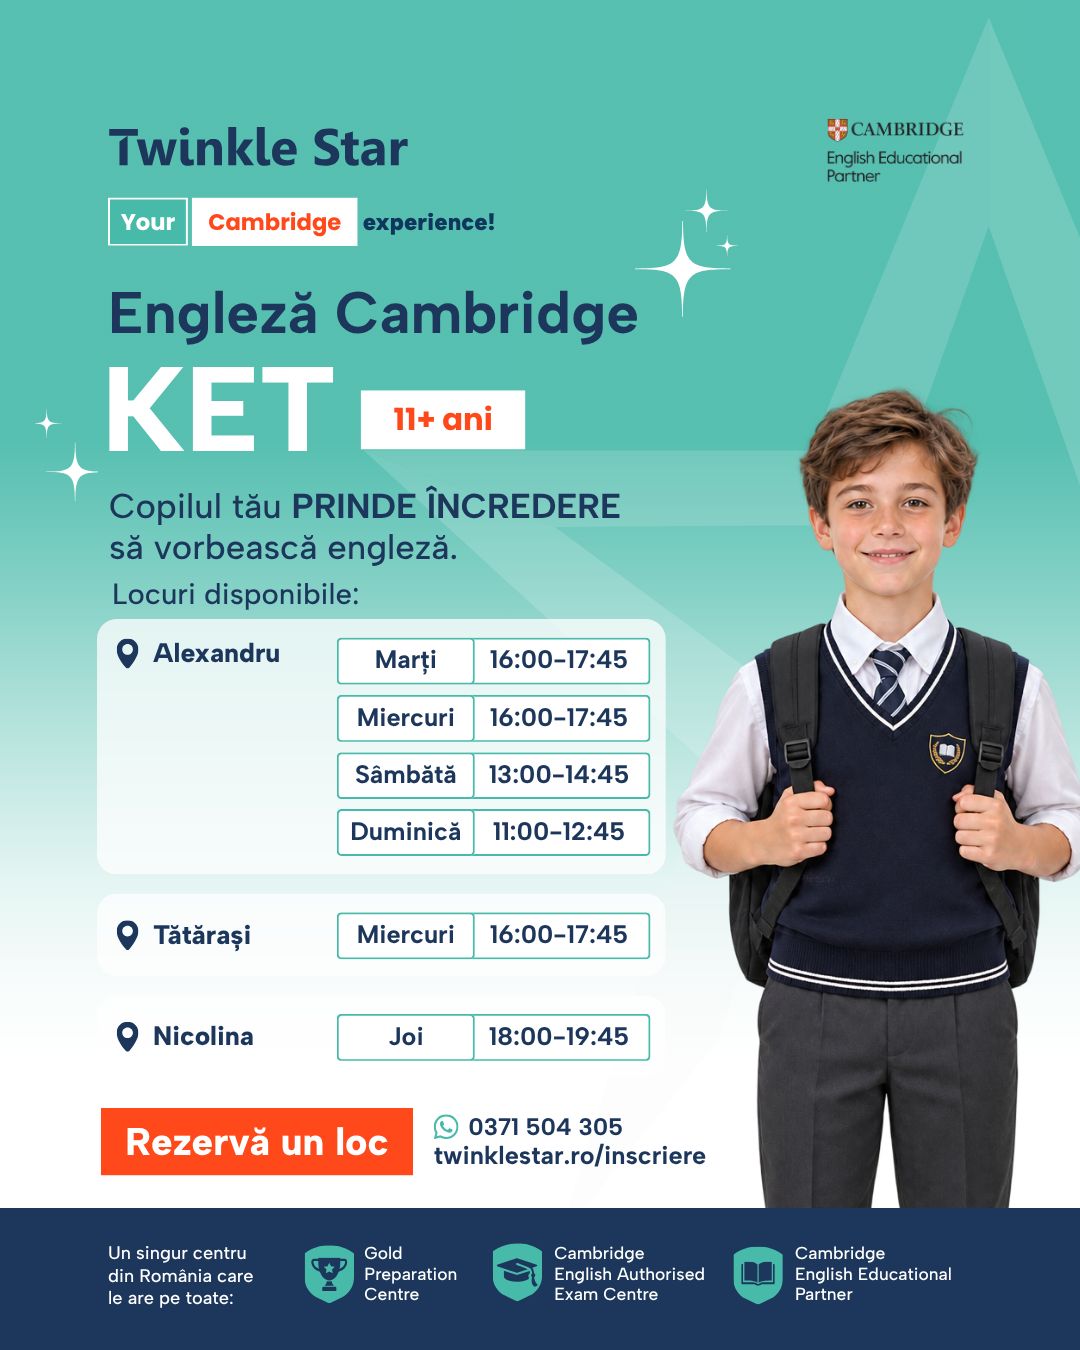 Twinkle Star
CAMBRIDGE
English Educational
Partner
Your Cambridge experience!
Engleză Cambridge
KET
11+ ani
Copilul tău PRINDE ÎNCREDERE
să vorbească engleză.
Locuri disponibile:
Alexandru
Marți 16:00-17:45
Miercuri 16:00-17:45
Sâmbătă 13:00-14:45
Duminică 11:00-12:45
Tătărași
Miercuri 16:00-17:45
Nicolina
Joi 18:00-19:45
Rezervă un loc
0371 504 305
twinklestar.ro/inscriere
Un singur centru
din România care
le are pe toate:
Gold
Preparation
Centre
Cambridge
English Authorised
Exam Centre
Cambridge
English Educational
Partner